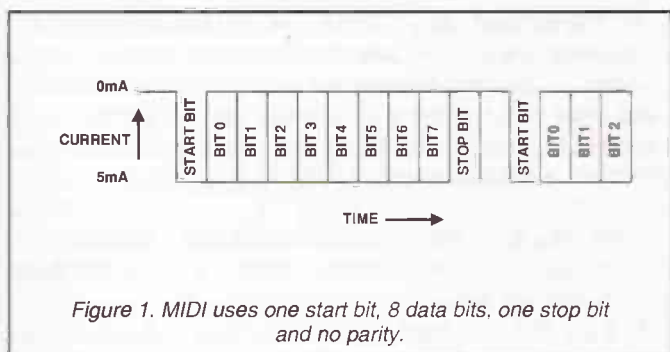 0mA
CURRENT
5mA
START BIT
BIT 0
BIT1
BIT2
BIT 3
BIT4
BIT5
BIT6
BIT7
STOP BIT
START BIT
BIT0
BIT1
BIT 2
TIME
Figure 1. MIDI uses one start bit, 8 data bits, one stop bit
and no parity.